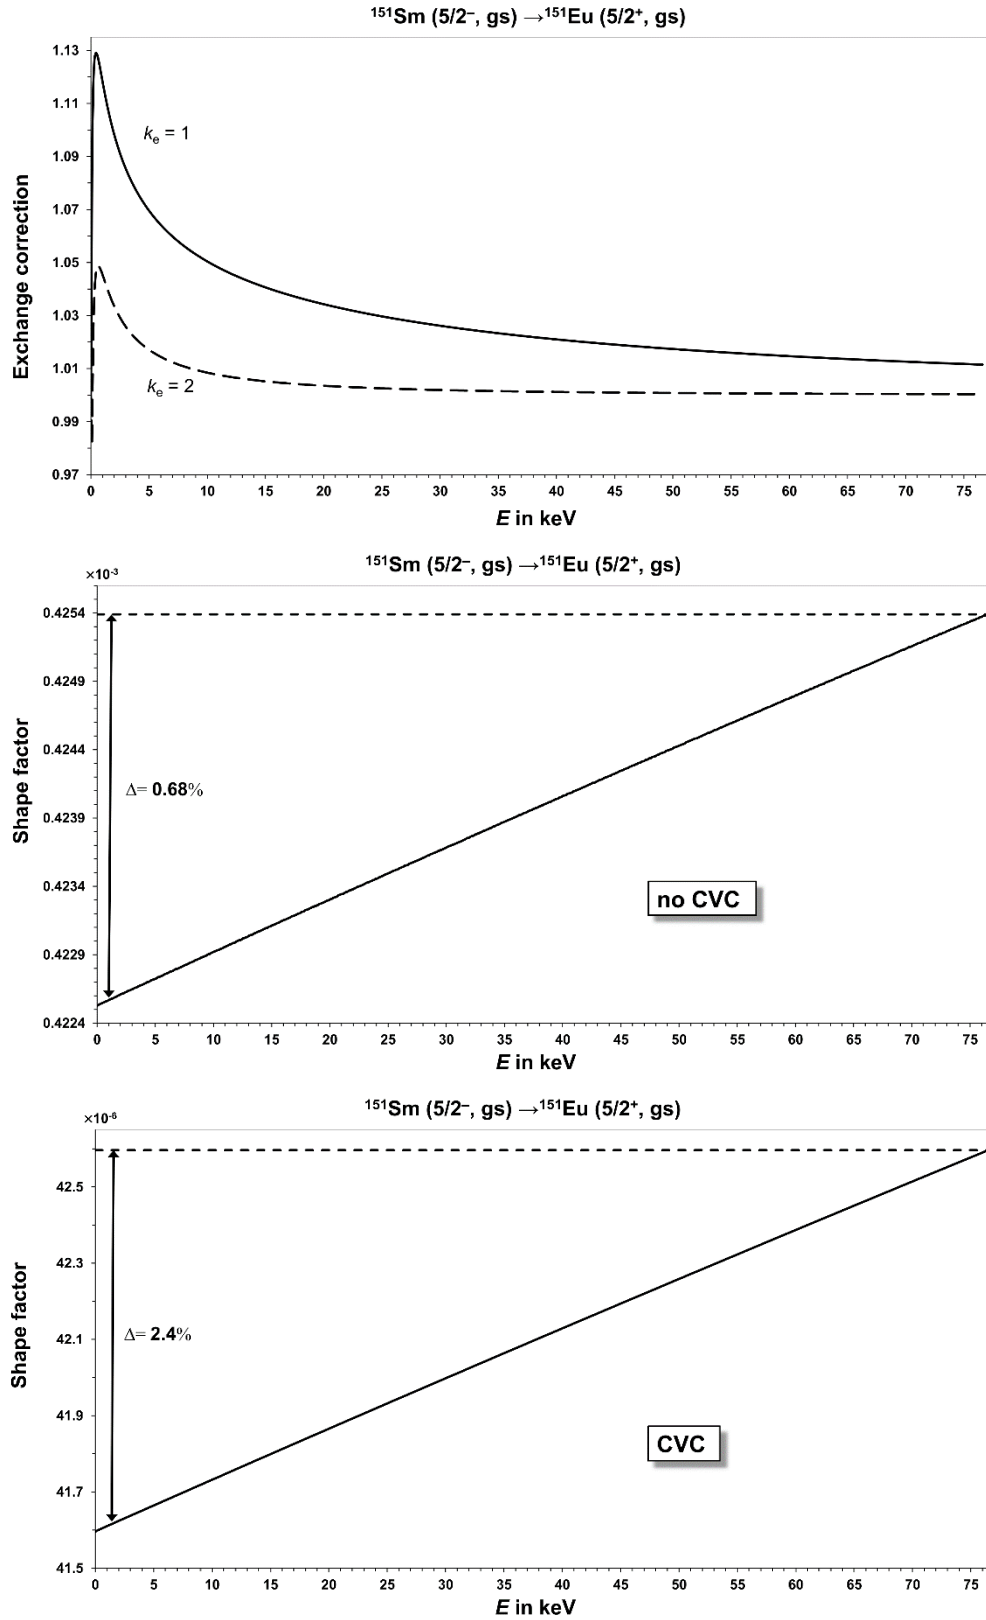 ¹⁵¹Sm (5/2⁻, gs) →¹⁵¹Eu (5/2⁺, gs)
Exchange correction
1.13
1.11
1.09
1.07
1.05
1.03
1.01
0.99
0.97
kₑ = 1
kₑ = 2
0 5 10 15 20 25 30 35 40 45 50 55 60 65 70 75
E in keV
¹⁵¹Sm (5/2⁻, gs) →¹⁵¹Eu (5/2⁺, gs)
×10⁻³
Shape factor
0.4254
0.4249
0.4244
0.4239
0.4234
0.4229
0.4224
Δ= 0.68%
no CVC
0 5 10 15 20 25 30 35 40 45 50 55 60 65 70 75
E in keV
¹⁵¹Sm (5/2⁻, gs) →¹⁵¹Eu (5/2⁺, gs)
×10⁻⁶
Shape factor
42.5
42.3
42.1
41.9
41.7
41.5
Δ= 2.4%
CVC
0 5 10 15 20 25 30 35 40 45 50 55 60 65 70 75
E in keV